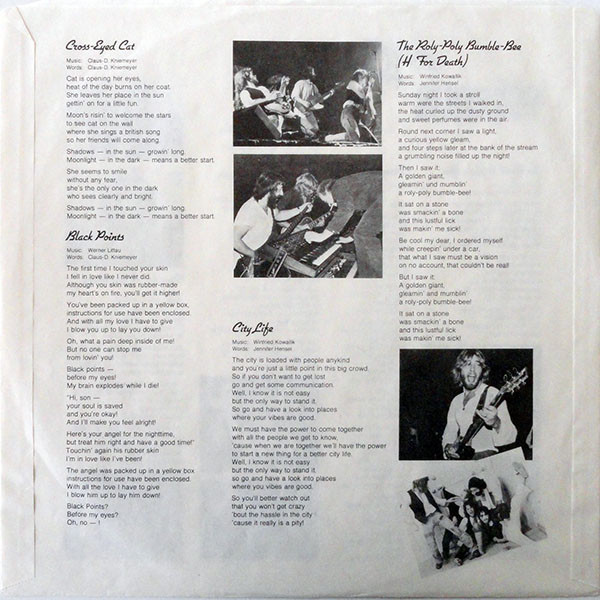 Cross-Eyed Cat
Music: Claus-D. Kniemeyer
Words: Claus-D. Kniemeyer
Cat is opening her eyes,
heat of the day burns on her coat.
She leaves her place in the sun
gettin' on for a little fun.
Moon's risin' to welcome the stars
to see cat on the wall
where she sings a british song
so her friends will come along.
Shadows — in the sun — growin' long.
Moonlight — in the dark — means a better start.
She seems to smile
without any fear,
she's the only one in the dark
who sees clearly and bright.
Shadows — in the sun — growin' long.
Moonlight — in the dark — means a better start.
Black Points
Music: Werner Littau
Words: Claus-D. Kniemeyer
The first time I touched your skin
I fell in love like I never did.
Although you skin was rubber-made
my heart's on fire, you'll get it higher!
You've been packed up in a yellow box,
instructions for use have been enclosed.
And with all my love I have to give
I blow you up to lay you down!
Oh, what a pain deep inside of me!
But no one can stop me
from lovin' you!
Black points —
before my eyes!
My brain explodes while I die!
"Hi, son —
your soul is saved
and you're okay!
And I'll make you feel alright!
Here's your angel for the nighttime,
but treat him right and have a good time!"
Touchin' again his rubber skin
I'm in love like I've been!
The angel was packed up in a yellow box
instructions for use have been enclosed.
With all the love I have to give
I blow him up to lay him down!
Black Points?
Before my eyes?
Oh, no — !
City Life
Music: Winfried Kowallik
Words: Jennifer Hensel
The city is loaded with people anykind
and you're just a little point in this big crowd.
So if you don't want to get lost
go and get some communication.
Well, I know it is not easy
but the only way to stand it.
So go and have a look into places
where your vibes are good.
We must have the power to come together
with all the people we get to know,
'cause when we are together we'll have the power
to start a new thing for a better city life.
Well, I know it is not easy
but the only way to stand it,
so go and have a look into places
where you vibes are good.
So you'll better watch out
that you won't get crazy
'bout the hassle in the city
'cause it really is a pity!
The Roly-Poly Bumble-Bee
(H For Death)
Music: Winfried Kowallik
Words: Jennifer Hensel
Sunday night I took a stroll
warm were the streets I walked in,
the heat curled up the dusty ground
and sweet perfumes were in the air.
Round next corner I saw a light,
a curious yellow gleam,
and four steps later at the bank of the stream
a grumbling noise filled up the night!
Then I saw it:
A golden giant,
gleamin' and mumblin'
a roly-poly bumble-bee!
It sat on a stone
was smackin' a bone
and this lustful lick
was makin' me sick!
Be cool my dear, I ordered myself
while creepin' under a car,
that what I saw must be a vision
on no account, that couldn't be real!
But I saw it:
A golden giant,
gleamin' and mumblin'
a roly-poly bumble-bee!
It sat on a stone
was smackin' a bone
and this lustful lick
was makin' me sick!